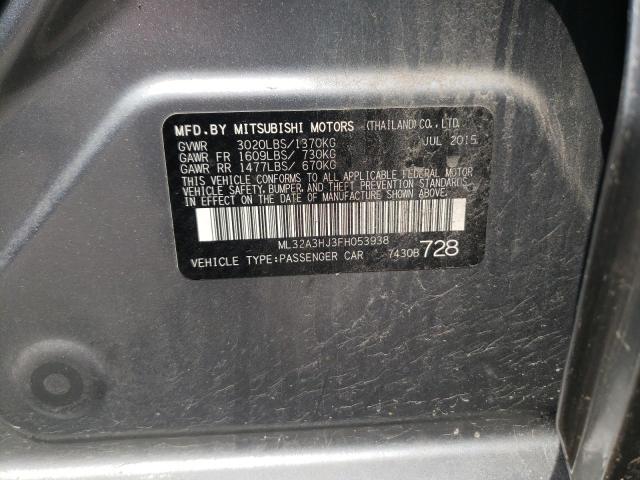 MFD.BY MITSUBISHI MOTORS (THAILAND)CO.,LTD.
GVWR 3020LBS/1370KG JUL 2015
GAWR FR 1609LBS/ 730KG
GAWR RR 1477LBS/ 670KG
THIS VEHICLE CONFORMS TO ALL APPLICABLE FEDERAL MOTOR
VEHICLE SAFETY,BUMPER,AND THEFT PREVENTION STANDARDS
IN EFFECT ON THE DATE OF MANUFACTURE SHOWN ABOVE.
ML32A3HJ3FH053938
VEHICLE TYPE:PASSENGER CAR 7430B 728